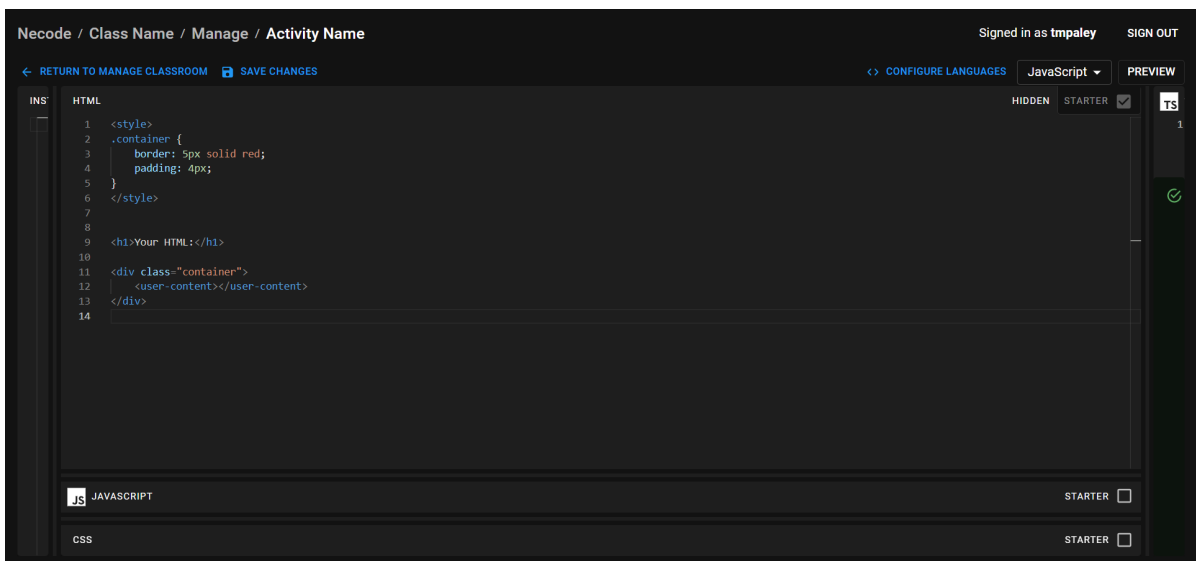 Necode / Class Name / Manage / Activity Name
Signed in as tmpaley SIGN OUT
RETURN TO MANAGE CLASSROOM SAVE CHANGES
<> CONFIGURE LANGUAGES JavaScript PREVIEW
INS
HTML
HIDDEN STARTER
1 <style>
2 .container {
3 border: 5px solid red;
4 padding: 4px;
5 }
6 </style>
7
8
9 <h1>Your HTML:</h1>
10
11 <div class="container">
12 <user-content></user-content>
13 </div>
14
TS
1
JS JAVASCRIPT
STARTER
CSS
STARTER